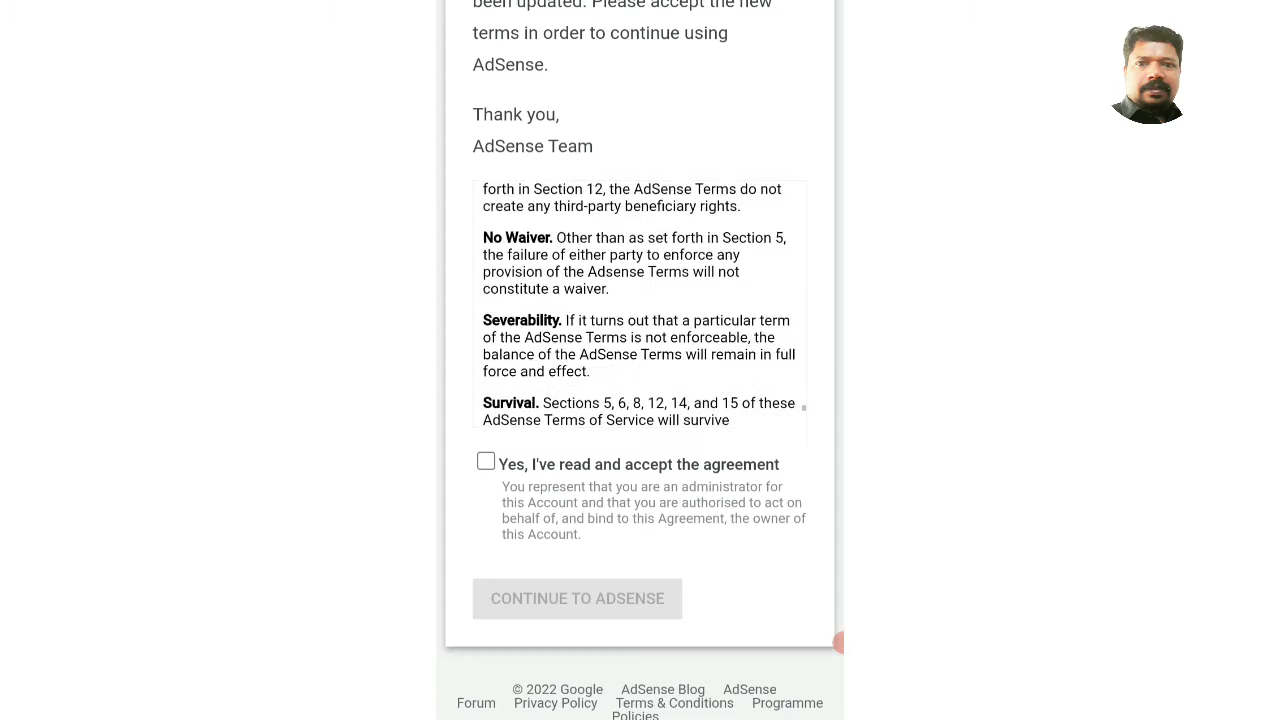 been updated. Please accept the new
terms in order to continue using
AdSense.
Thank you,
AdSense Team
forth in Section 12, the AdSense Terms do not
create any third-party beneficiary rights.
No Waiver. Other than as set forth in Section 5,
the failure of either party to enforce any
provision of the Adsense Terms will not
constitute a waiver.
Severability. If it turns out that a particular term
of the AdSense Terms is not enforceable, the
balance of the AdSense Terms will remain in full
force and effect.
Survival. Sections 5, 6, 8, 12, 14, and 15 of these
AdSense Terms of Service will survive
Yes, I've read and accept the agreement
You represent that you are an administrator for
this Account and that you are authorised to act on
behalf of, and bind to this Agreement, the owner of
this Account.
CONTINUE TO ADSENSE
© 2022 Google AdSense Blog AdSense
Forum Privacy Policy Terms & Conditions Programme
Policies